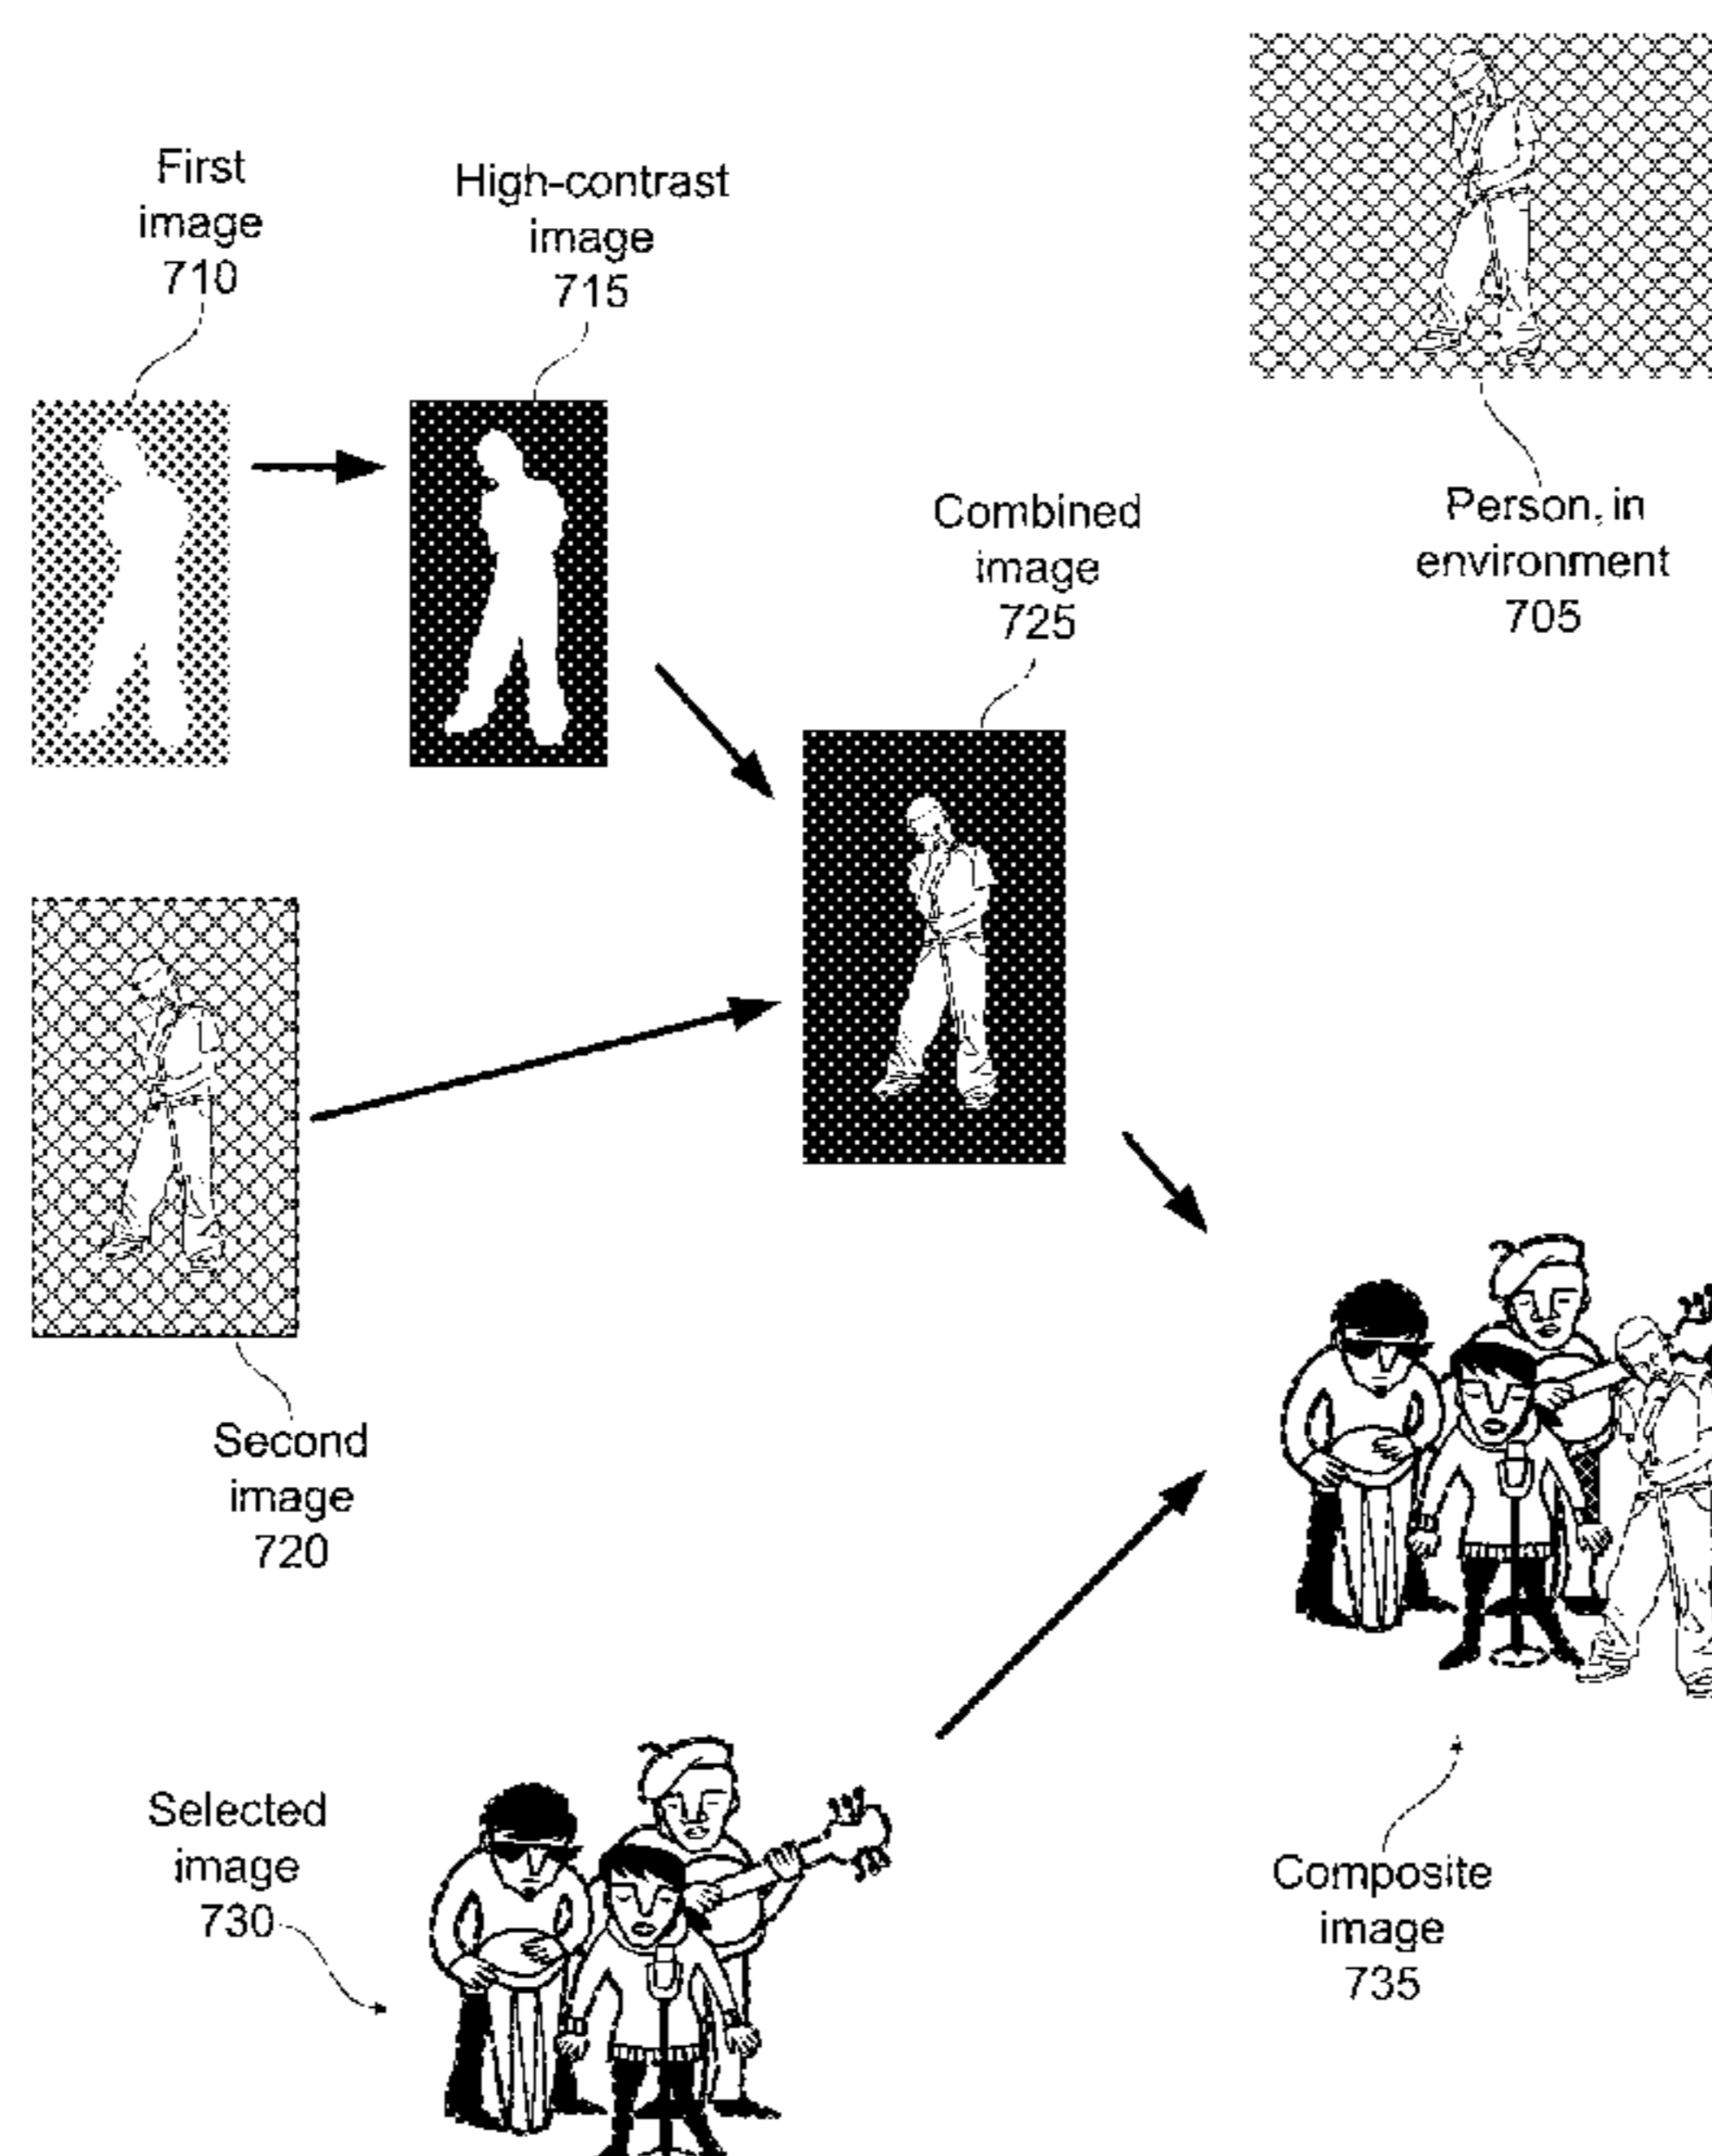 First
image
710
High-contrast
image
715
Person, in
environment
705
Combined
image
725
Second
image
720
Selected
image
730
Composite
image
735